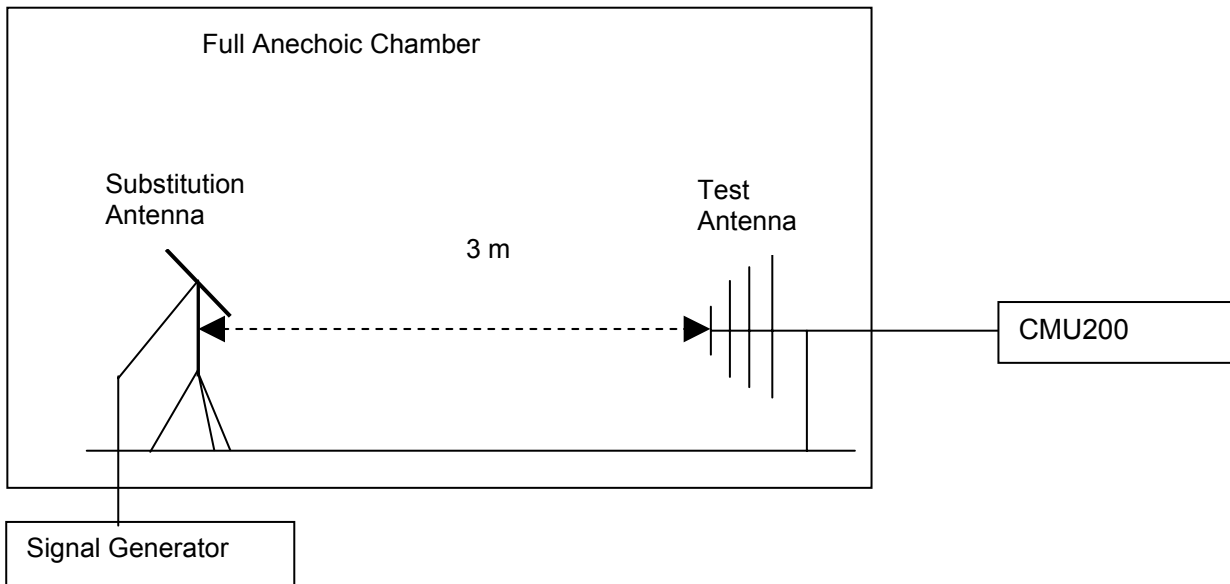 Full Anechoic Chamber
Substitution
Antenna
Test
Antenna
3 m
CMU200
Signal Generator